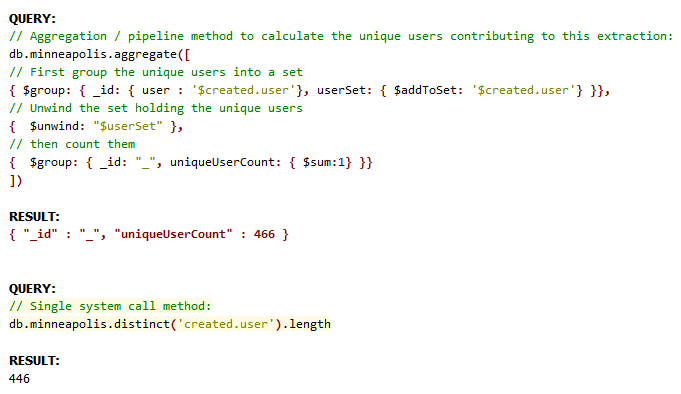 QUERY:
// Aggregation / pipeline method to calculate the unique users contributing to this extraction:
db.minneapolis.aggregate([
// First group the unique users into a set
{ $group: { _id: { user : '$created.user'}, userSet: { $addToSet: '$created.user'} }},
// Unwind the set holding the unique users
{  $unwind: "$userSet" },
// then count them
{  $group: { _id: "_", uniqueUserCount: { $sum:1} }}
])
RESULT:
{ "_id" : "_", "uniqueUserCount" : 466 }
QUERY:
// Single system call method:
db.minneapolis.distinct('created.user').length
RESULT:
446